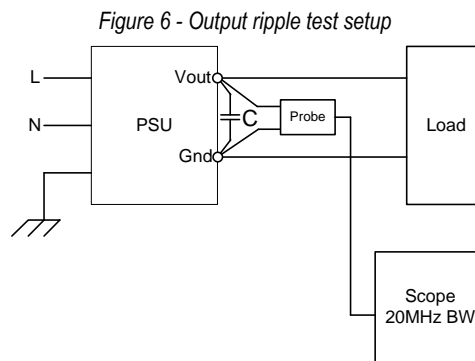 Figure 6 - Output ripple test setup
L
Vout
C
Probe
N
PSU
Load
Gnd
Scope
20MHz BW